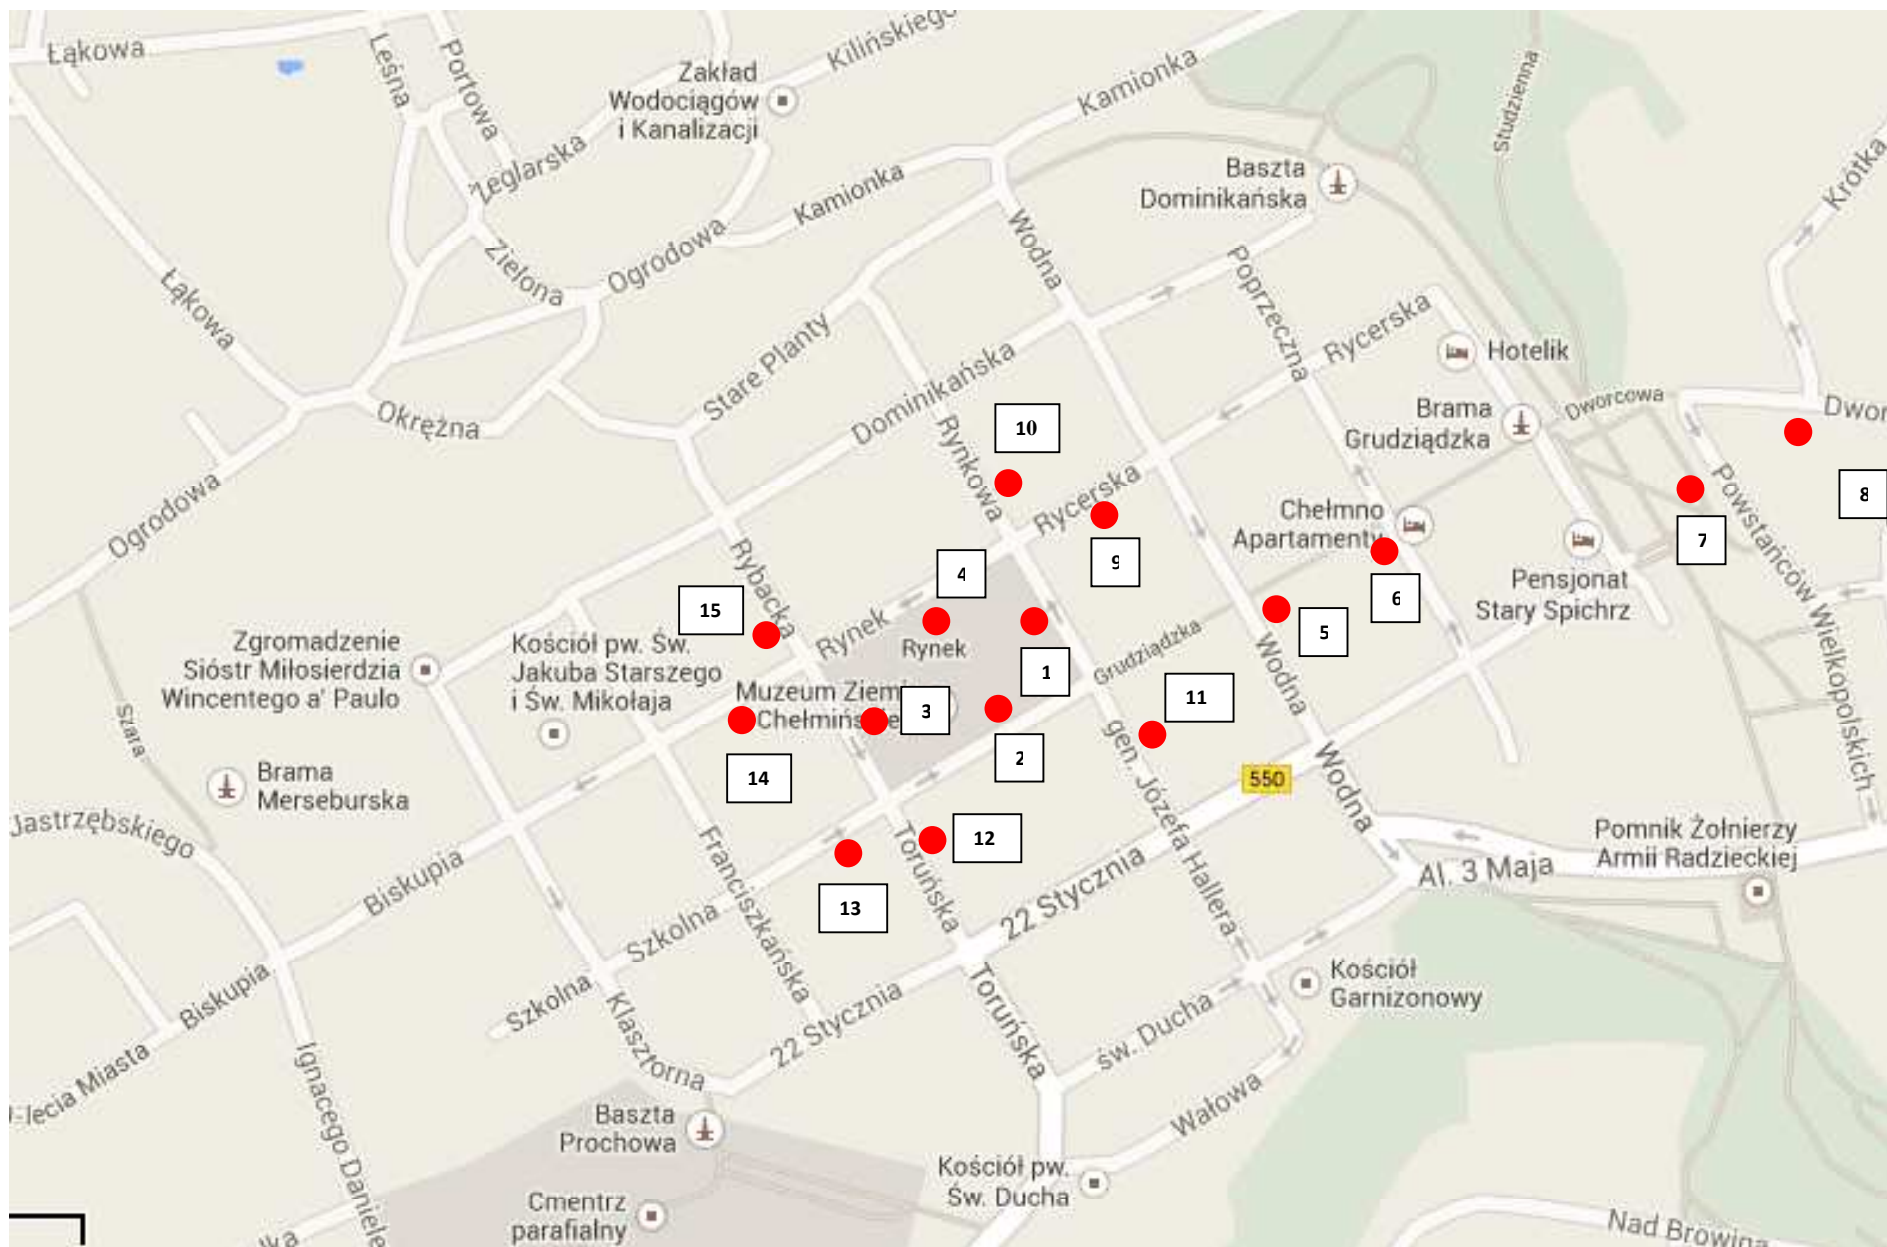 Łąkowa
Leśna
Portowa
Kilińskiego
Zakład
Wodociągów
i Kanalizacji
Żeglarska
Kamionka
Kamionka
Studzienna
Krótka
Baszta
Dominikańska
Wodna
Zielona
Ogrodowa
Łąkowa
Poprzeczna
Rycerska
Hotelik
Stare Planty
Dominikańska
Okrężna
Dworcowa
Brama
Grudziądzka
10
Rynkowa
Rycerska
Powstańców Wielkopolskich
8
Ogrodowa
Chełmno
Apartamenty
7
9
4
Rybacka
Pensjonat
Stary Spichrz
6
15
Rynek
Rynek
Grudziądzka
5
Wodna
Zgromadzenie
Sióstr Miłosierdzia
Wincentego a' Paulo
Kościół pw. Św.
Jakuba Starszego
i Św. Mikołaja
Muzeum Ziemi
3
1
11
Szara
2
14
gen. Józefa Hallera
550
Wodna
Brama
Merseburska
Jastrzębskiego
12
Toruńska
Franciszkańska
13
Biskupia
Szkolna
22 Stycznia
Al. 3 Maja
Pomnik Żołnierzy
Armii Radzieckiej
Biskupia
Szkolna
Klasztorna
22 Stycznia
Toruńska
św. Ducha
Kościół
Garnizonowy
-lecia Miasta
Ignacego Daniele
Wałowa
Baszta
Prochowa
Kościół pw.
Św. Ducha
Cmentrz
parafialny
Nad Browiną